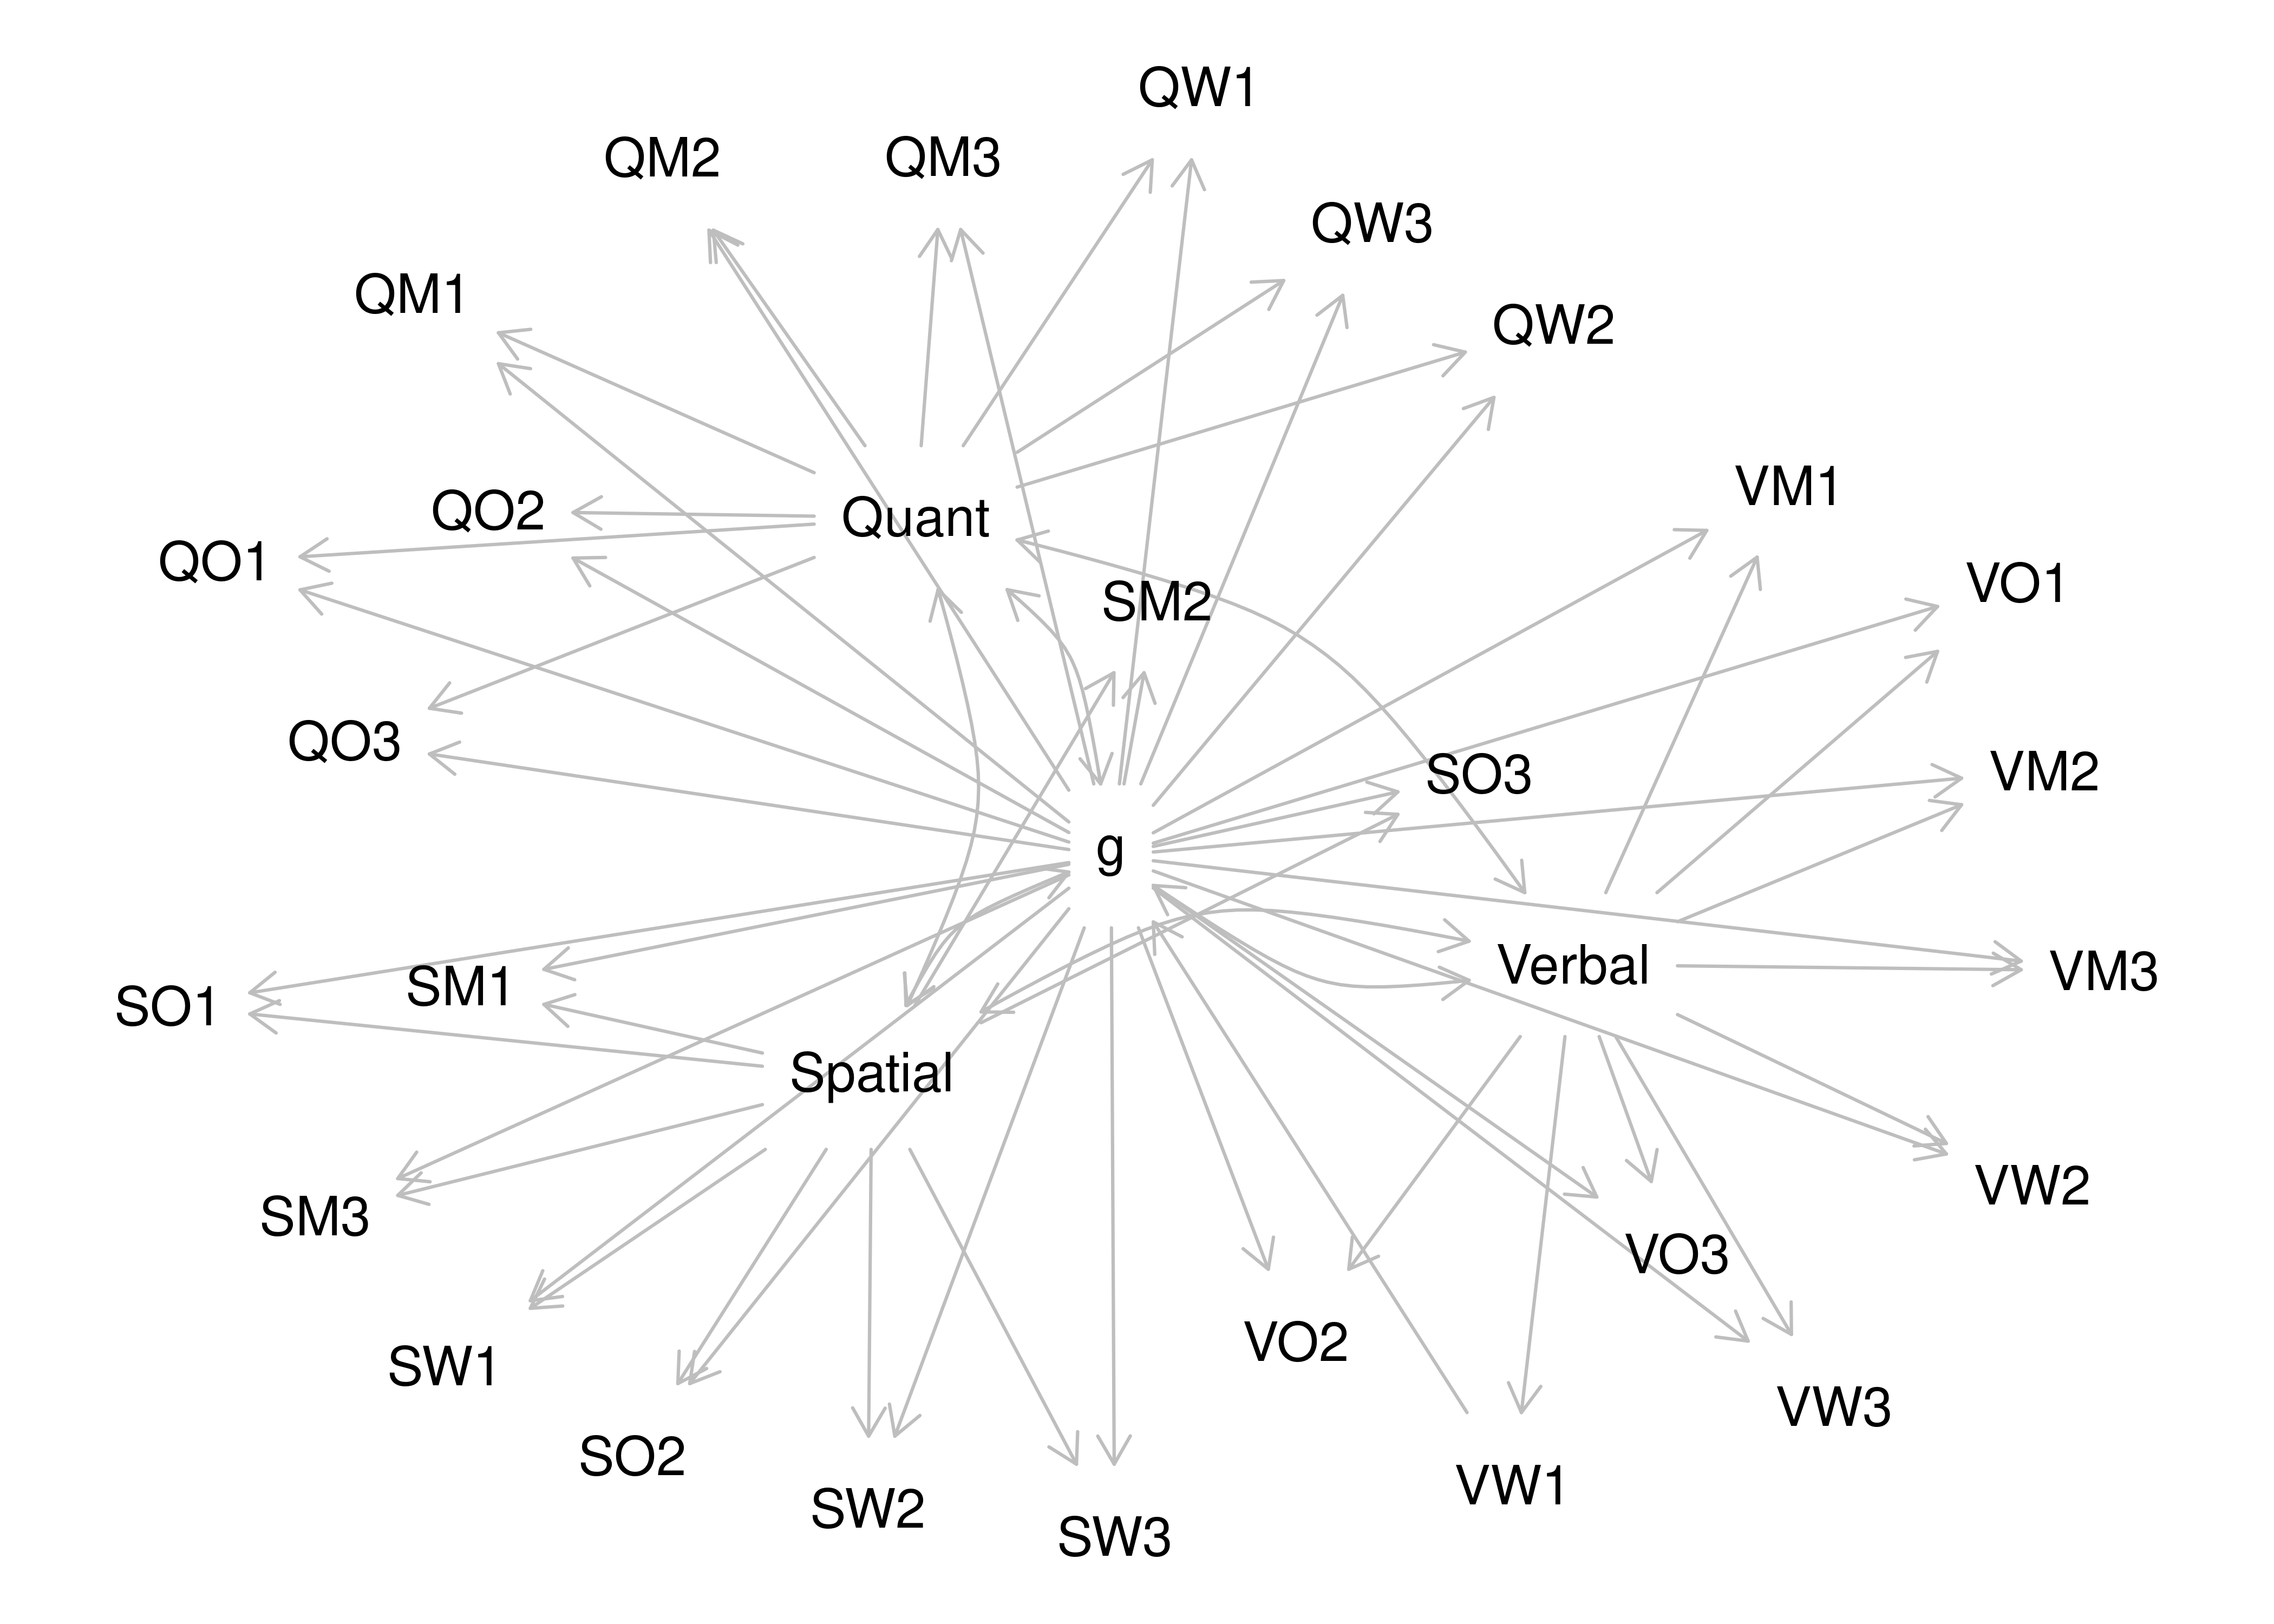 QW1
QM2
QM3
QW3
QM1
QW2
VM1
QO2
Quant
QO1
SM2
VO1
QO3
SO3
VM2
g
SO1
SM1
Verbal
VM3
Spatial
SM3
VW2
VO3
SW1
VO2
VW3
SO2
SW2
VW1
SW3